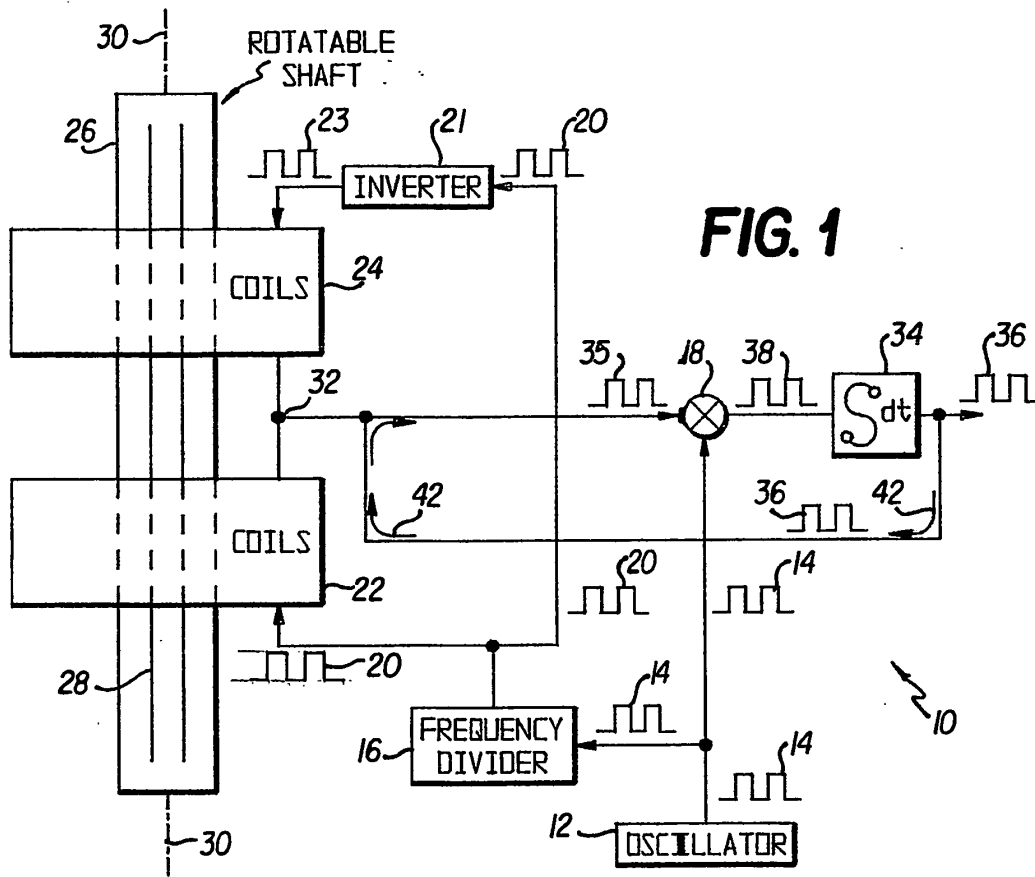 30
ROTATABLE
SHAFT
26
23
21
20
INVERTER
FIG. 1
COILS
24
35
18
38
34
36
32
∫ dt
42
36
42
COILS
22
20
14
20
28
14
10
16
FREQUENCY
DIVIDER
14
12
OSCILLATOR
30